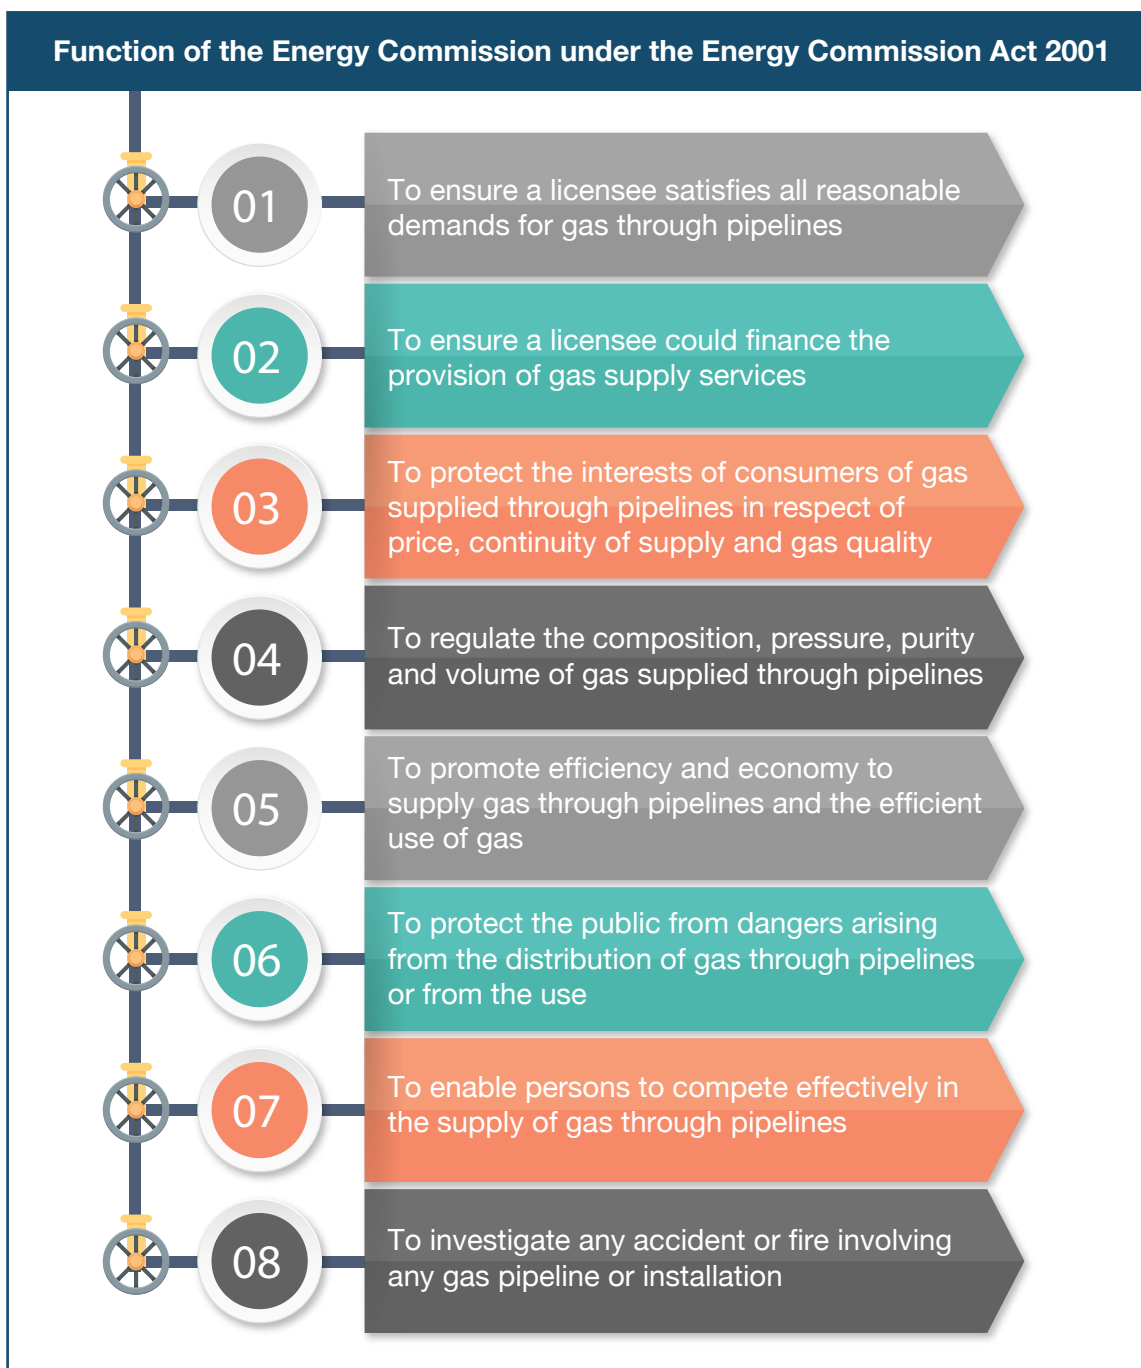 Function of the Energy Commission under the Energy Commission Act 2001
01
To ensure a licensee satisfies all reasonable
demands for gas through pipelines
02
To ensure a licensee could finance the
provision of gas supply services
03
To protect the interests of consumers of gas
supplied through pipelines in respect of
price, continuity of supply and gas quality
04
To regulate the composition, pressure, purity
and volume of gas supplied through pipelines
05
To promote efficiency and economy to
supply gas through pipelines and the efficient
use of gas
06
To protect the public from dangers arising
from the distribution of gas through pipelines
or from the use
07
To enable persons to compete effectively in
the supply of gas through pipelines
08
To investigate any accident or fire involving
any gas pipeline or installation